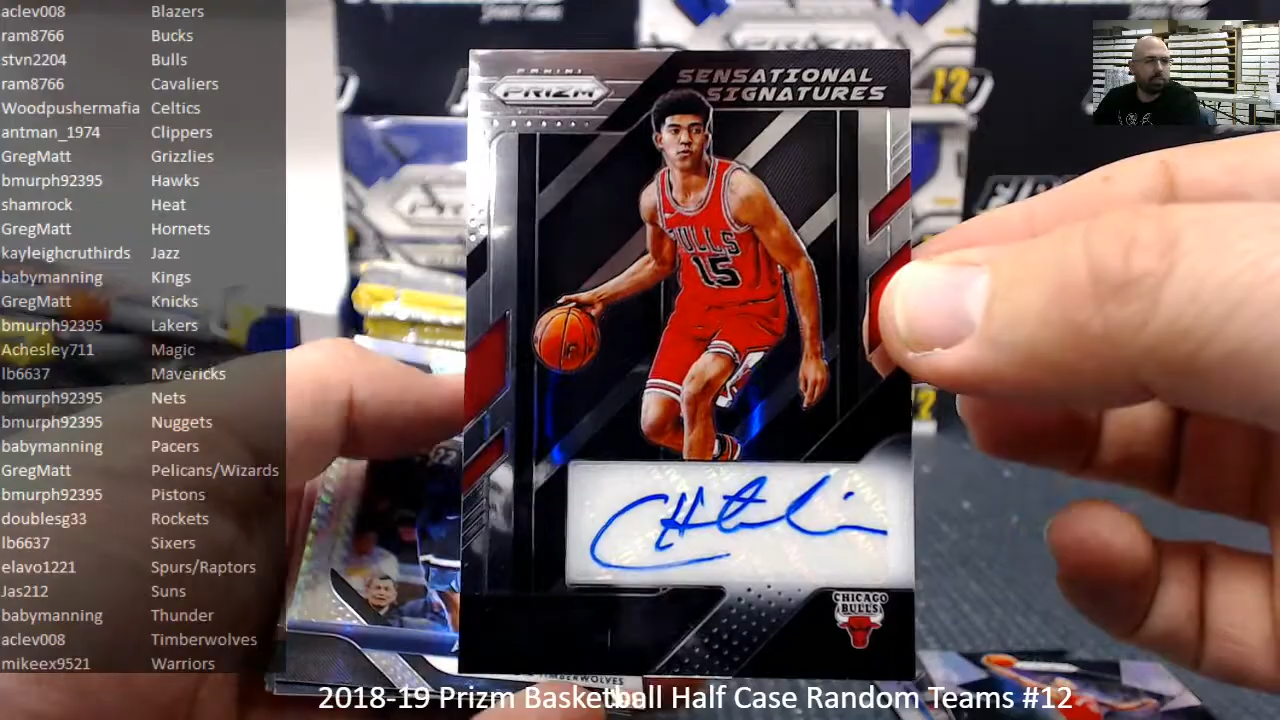 aclev008 Blazers
ram8766 Bucks
stvn2204 Bulls
ram8766 Cavaliers
Woodpushermafia Celtics
antman_1974 Clippers
GregMatt Grizzlies
bmurph92395 Hawks
shamrock Heat
GregMatt Hornets
kayleighcruthirds Jazz
babymanning Kings
GregMatt Knicks
bmurph92395 Lakers
Achesley711 Magic
lb6637 Mavericks
bmurph92395 Nets
bmurph92395 Nuggets
babymanning Pacers
GregMatt Pelicans/Wizards
bmurph92395 Pistons
doublesg33 Rockets
lb6637 Sixers
elavo1221 Spurs/Raptors
Jas212 Suns
babymanning Thunder
aclev008 Timberwolves
mikeex9521 Warriors
PANINI
PRIZM
SENSATIONAL
SIGNATURES
BULLS
15
CHICAGO
BULLS
TIMBERWOLVES
PRIZM
12
2018-19 Prizm Basketball Half Case Random Teams #12